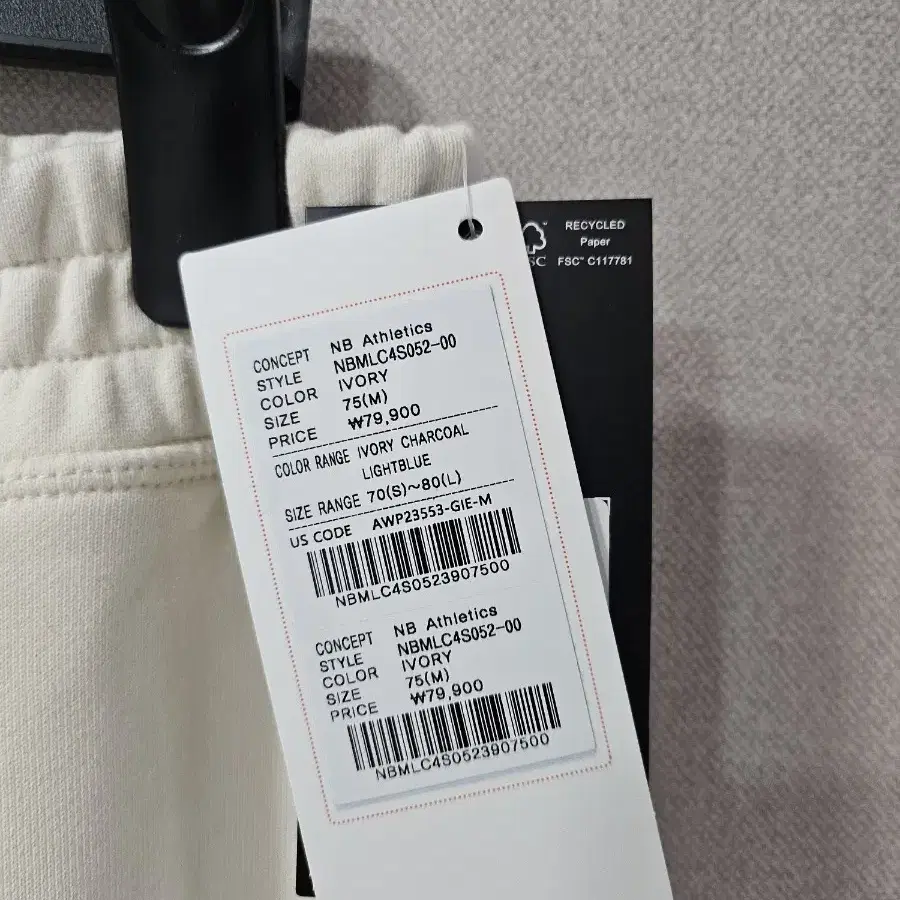 RECYCLED
Paper
FSC™ C117781
CONCEPT NB Athletics
STYLE NBMLC4S052-00
COLOR IVORY
SIZE 75(M)
PRICE ₩79,900
COLOR RANGE IVORY CHARCOAL
LIGHTBLUE
SIZE RANGE 70(S)~80(L)
US CODE AWP23553-GIE-M
NBMLC4S0523907500
CONCEPT NB Athletics
STYLE NBMLC4S052-00
COLOR IVORY
SIZE 75(M)
PRICE ₩79,900
NBMLC4S0523907500